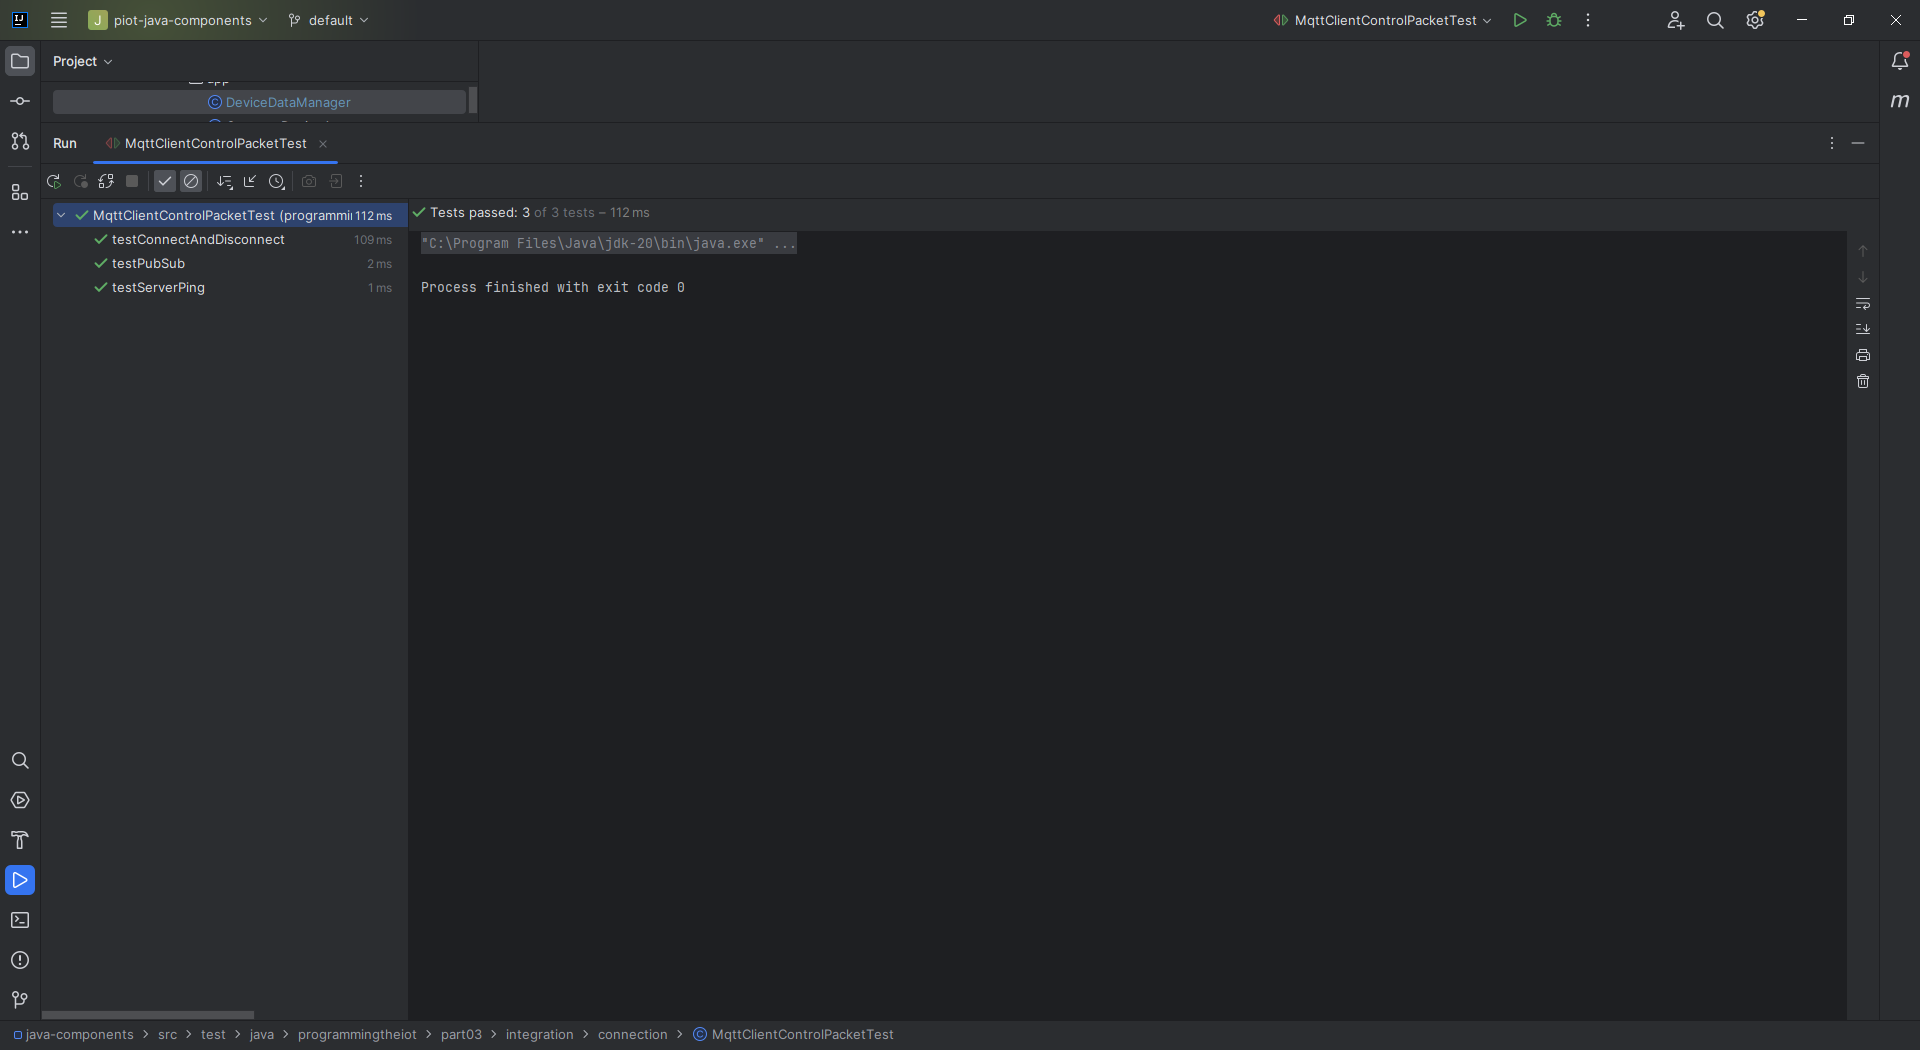 piot-java-components
default
MqttClientControlPacketTest
Project
app
DeviceDataManager
Run
MqttClientControlPacketTest
MqttClientControlPacketTest (programmi 112 ms
testConnectAndDisconnect 109 ms
testPubSub 2 ms
testServerPing 1 ms
Tests passed: 3 of 3 tests – 112 ms
"C:\Program Files\Java\jdk-20\bin\java.exe" ...
Process finished with exit code 0
java-components > src > test > java > programmingtheiot > part03 > integration > connection > MqttClientControlPacketTest